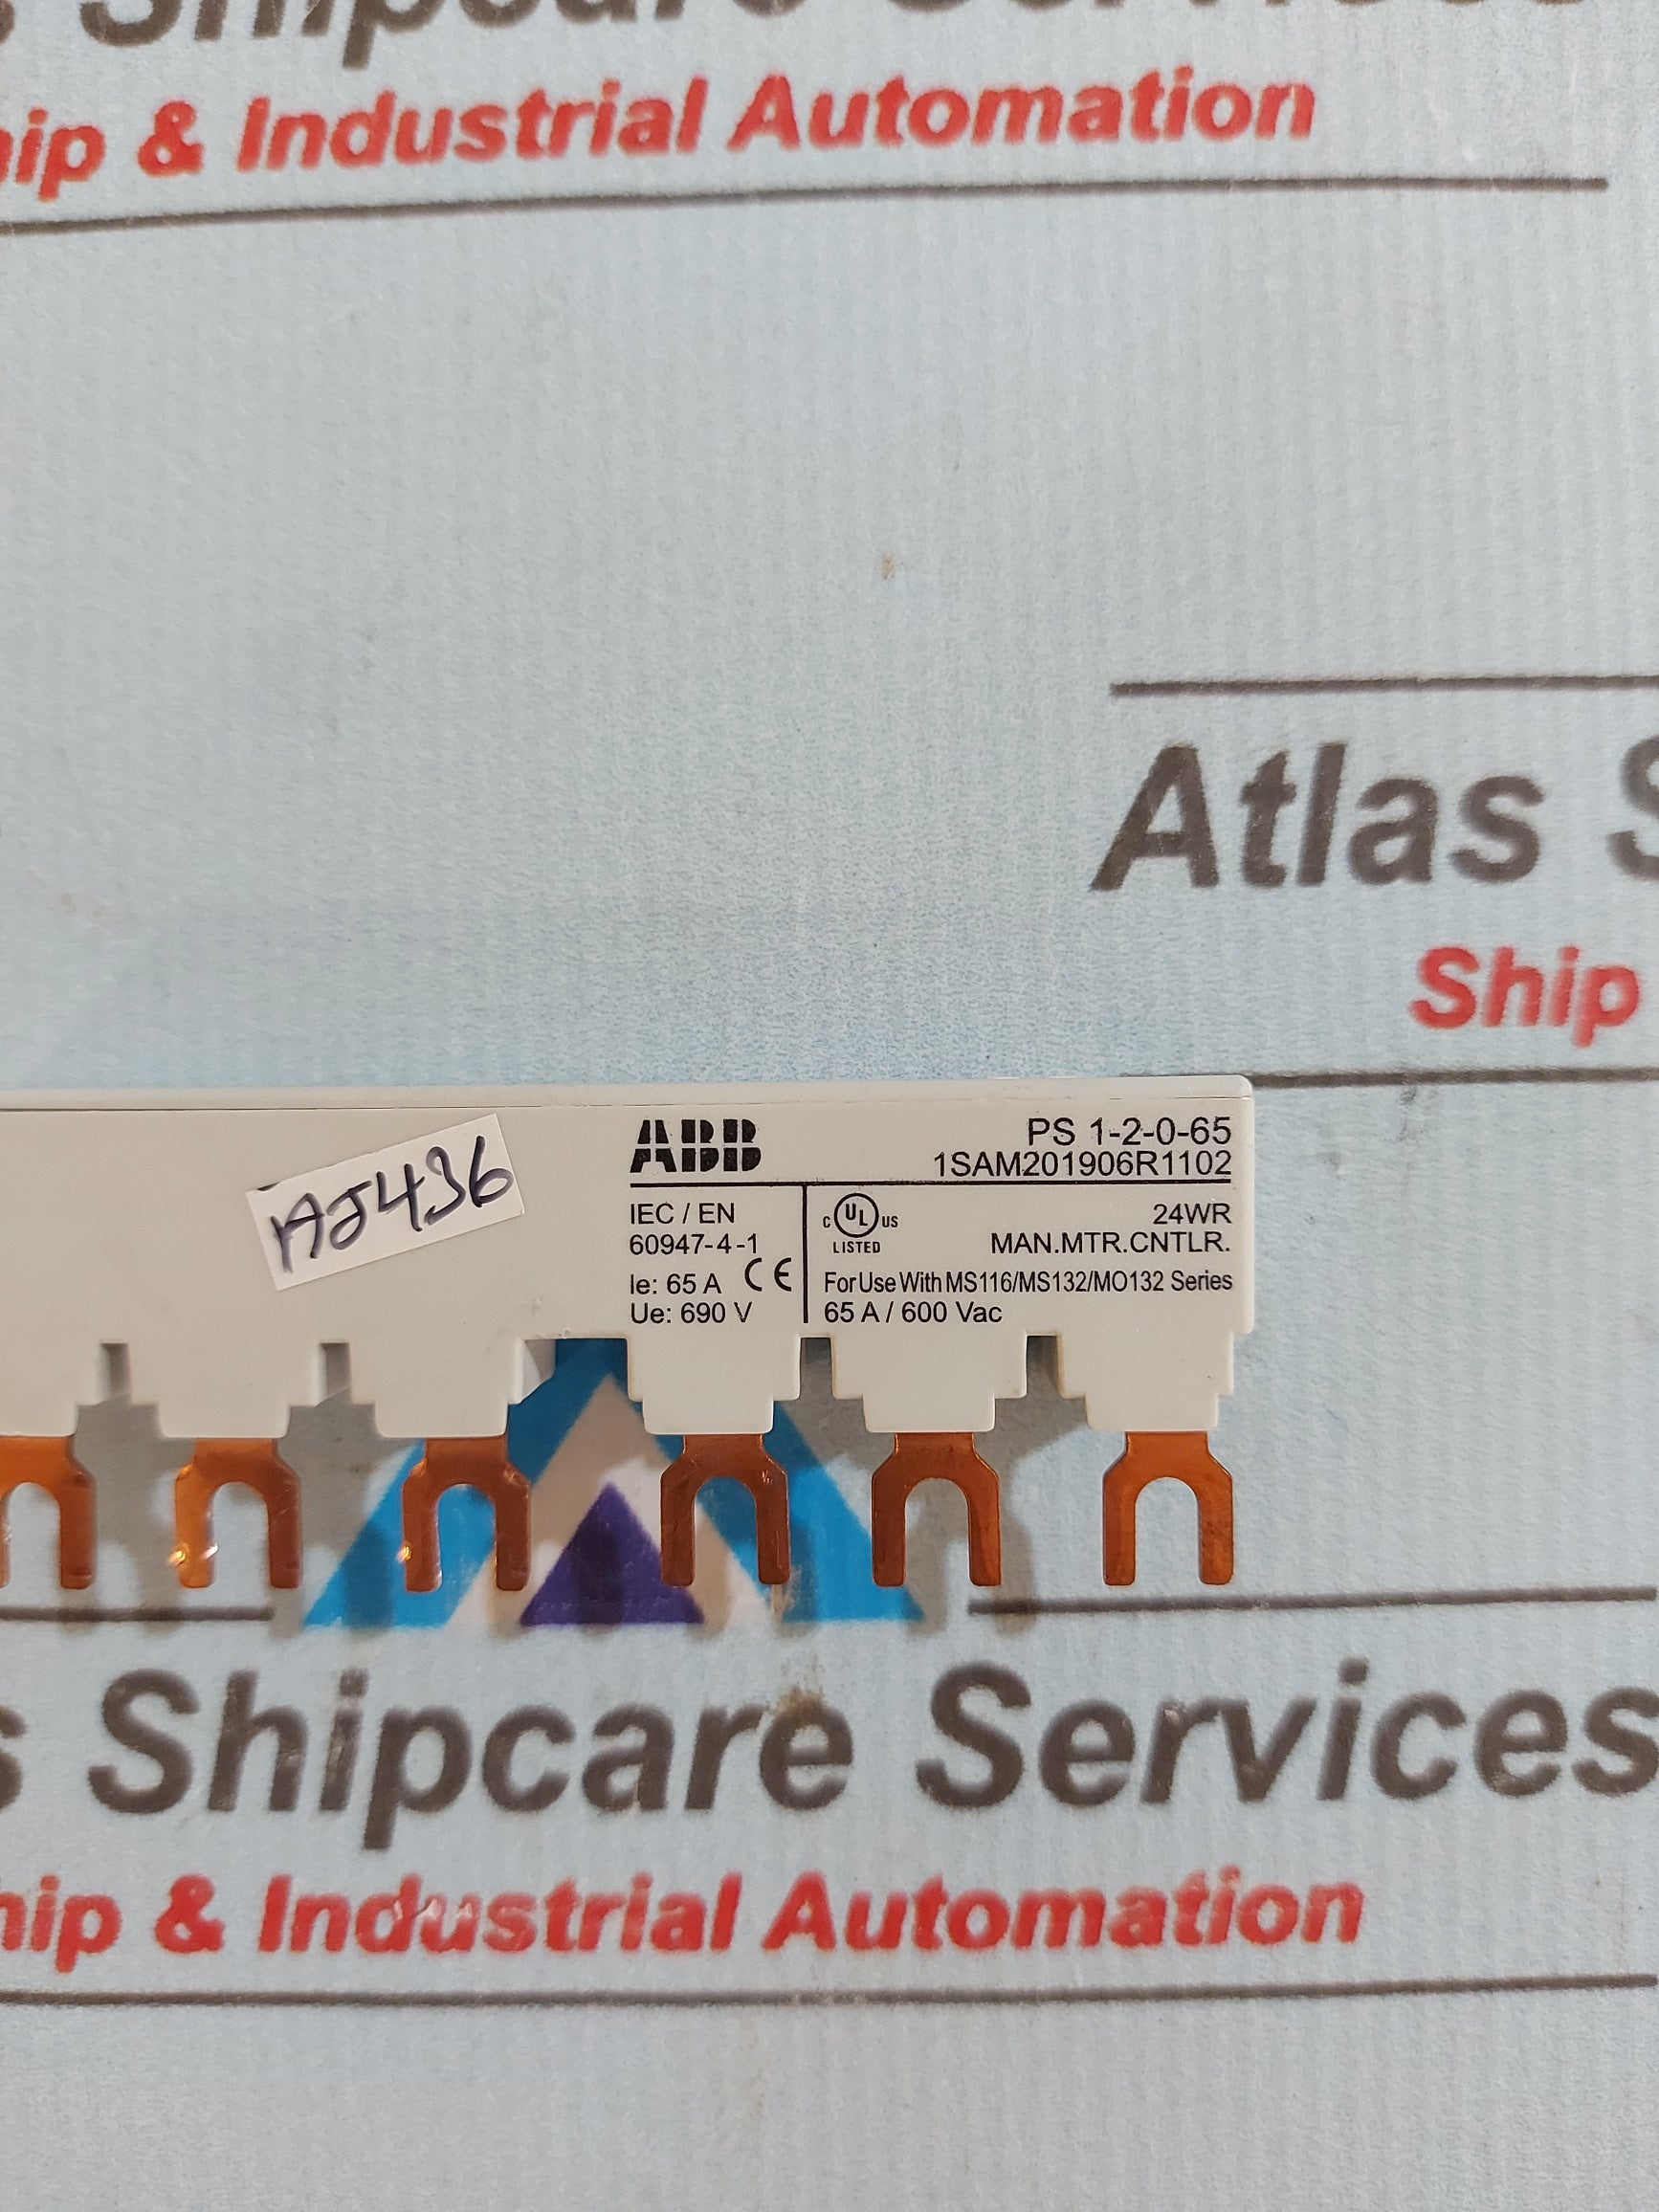 Shipcare Services
ip & Industrial Automation
Atlas S
Ship
ABB
PS 1-2-0-65
1SAM201906R1102
AJ436
IEC / EN
60947-4-1
CE
Ie: 65 A
Ue: 690 V
c UL US
LISTED
24WR
MAN.MTR.CNTLR.
For Use With MS116/MS132/MO132 Series
65 A / 600 Vac
s Shipcare Services
hip & Industrial Automation